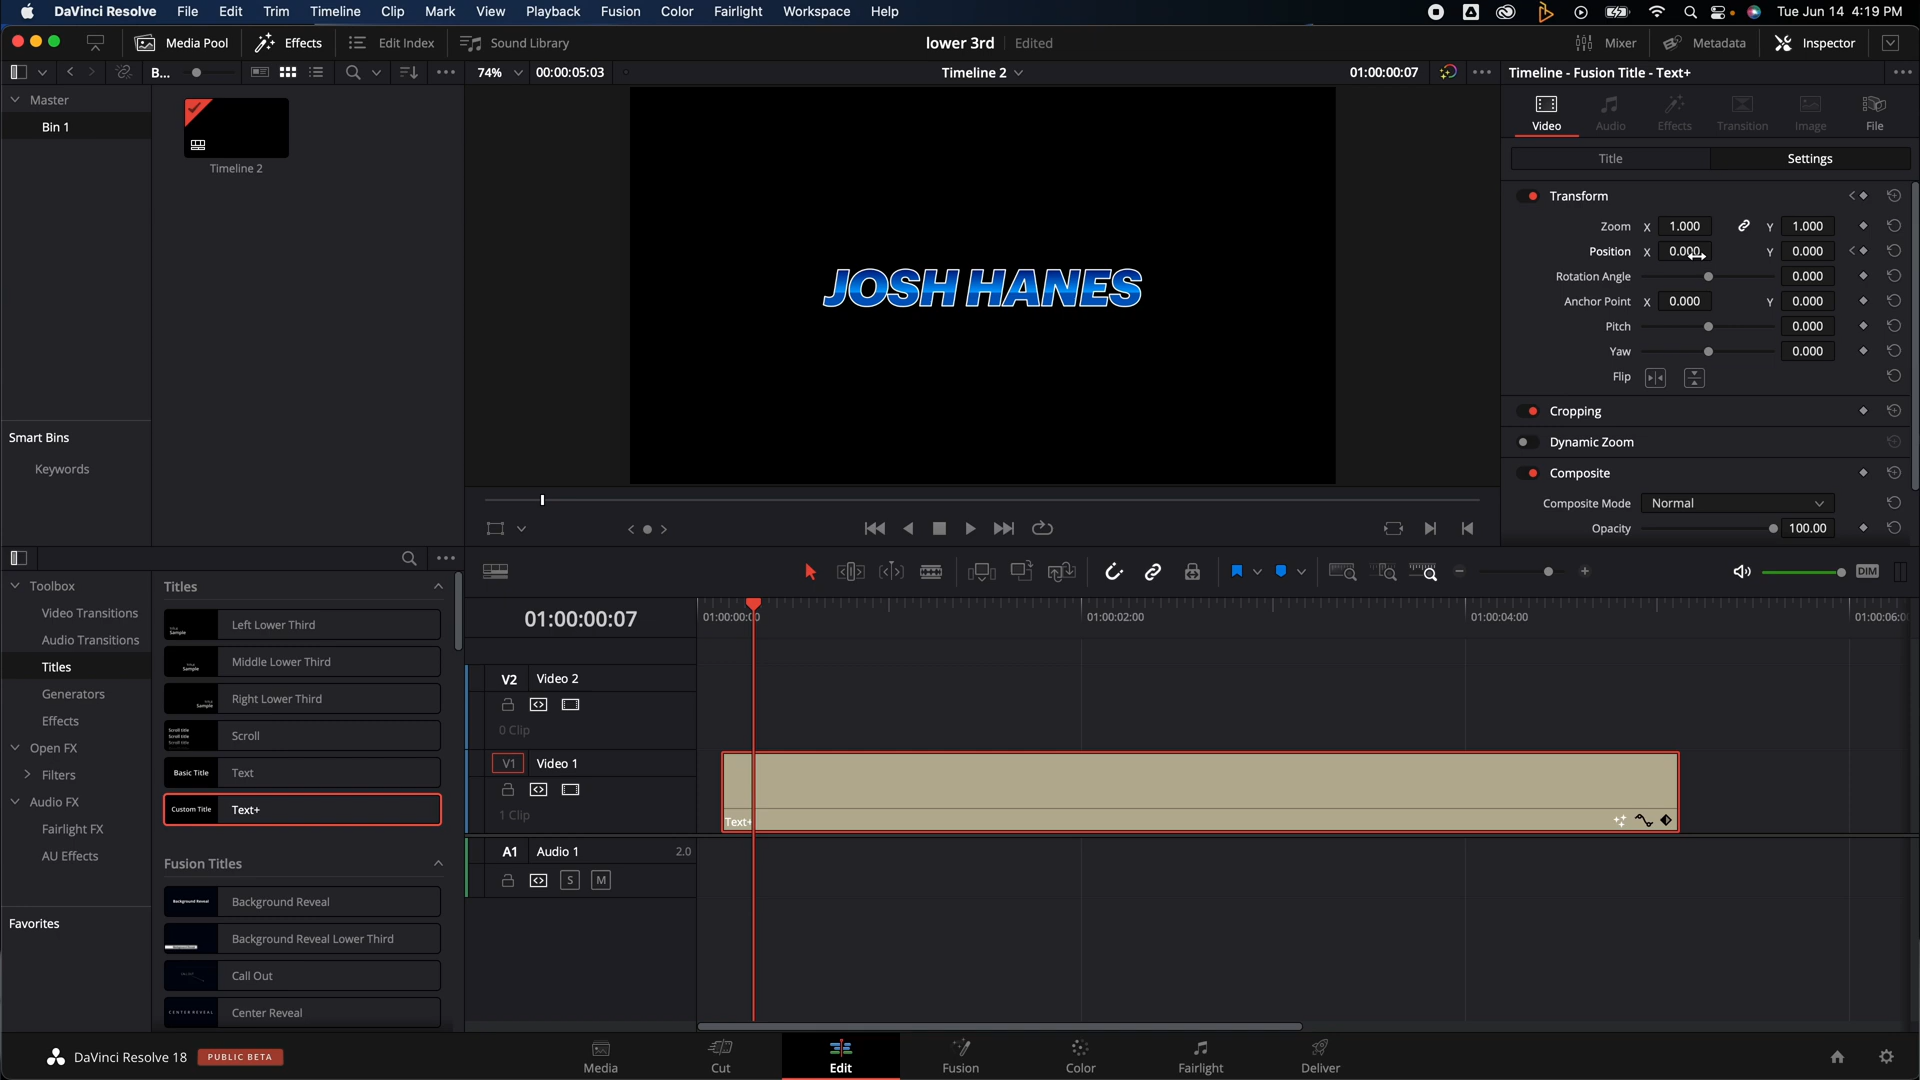 DaVinci Resolve File Edit Trim Timeline Clip Mark View Playback Fusion Color Fairlight Workspace Help Tue Jun 14 4:19 PM
Media Pool Effects Edit Index Sound Library lower 3rd Edited Mixer Metadata Inspector
B... 74% 00:00:05:03 Timeline 2 01:00:00:07 Timeline - Fusion Title - Text+
Master
Bin 1
Timeline 2
Smart Bins
Keywords
JOSH HANES
Video Audio Effects Transition Image File
Title Settings
Transform
Zoom X 1.000 Y 1.000
Position X 0.000 Y 0.000
Rotation Angle 0.000
Anchor Point X 0.000 Y 0.000
Pitch 0.000
Yaw 0.000
Flip
Cropping
Dynamic Zoom
Composite
Composite Mode Normal
Opacity 100.00
Toolbox
Video Transitions
Audio Transitions
Titles
Generators
Effects
Open FX
Filters
Audio FX
Fairlight FX
AU Effects
Favorites
Titles
Left Lower Third
Middle Lower Third
Right Lower Third
Scroll
Basic Title Text
Custom Title Text+
Fusion Titles
Background Reveal
Background Reveal Lower Third
Call Out
CENTER REVEAL Center Reveal
DIM
01:00:00:07 01:00:00:00 01:00:02:00 01:00:04:00 01:00:06:0
V2 Video 2
0 Clip
V1 Video 1
1 Clip
Text+
A1 Audio 1 2.0
S M
DaVinci Resolve 18 PUBLIC BETA
Media Cut Edit Fusion Color Fairlight Deliver